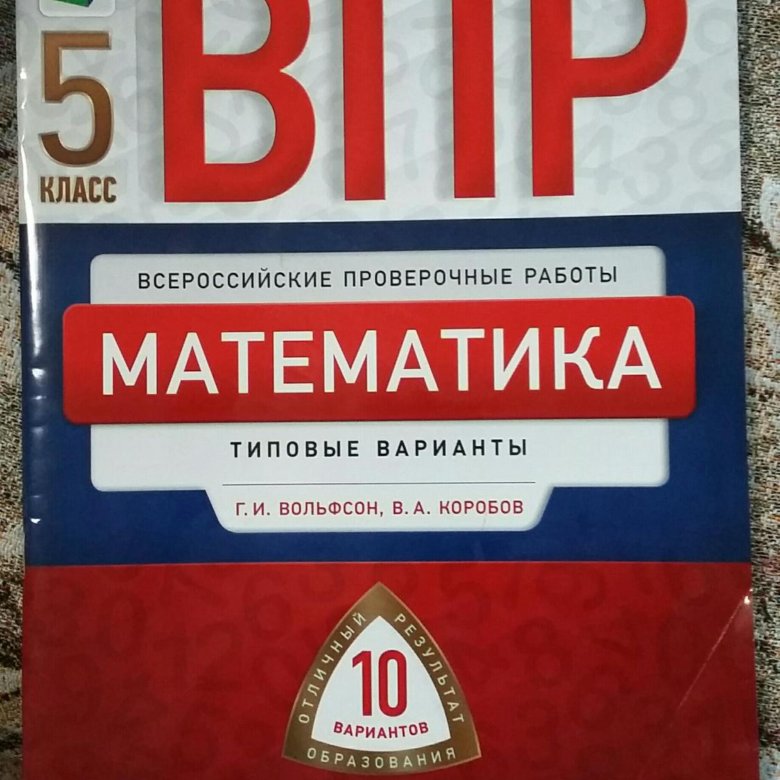 ВПР
5
КЛАСС
ВСЕРОССИЙСКИЕ ПРОВЕРОЧНЫЕ РАБОТЫ
МАТЕМАТИКА
ТИПОВЫЕ ВАРИАНТЫ
Г. И. ВОЛЬФСОН, В. А. КОРОБОВ
ОТЛИЧНЫЙ
РЕЗУЛЬТАТ
10
ВАРИАНТОВ
ОБРАЗОВАНИЯ